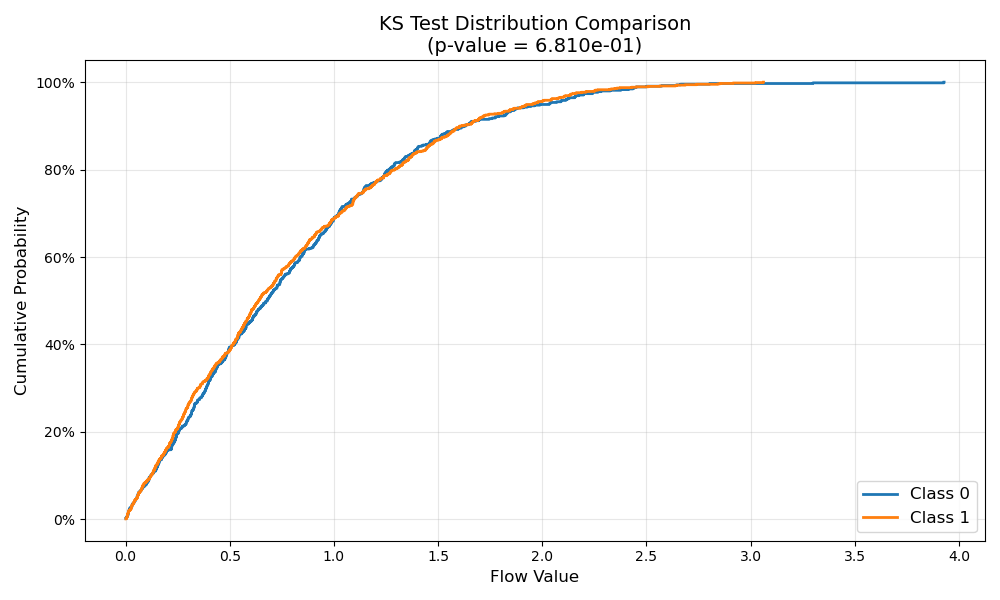 KS Test Distribution Comparison
(p-value = 6.810e-01)
Cumulative Probability
100%
80%
60%
40%
20%
0%
0.0 0.5 1.0 1.5 2.0 2.5 3.0 3.5 4.0
Flow Value
Class 0
Class 1